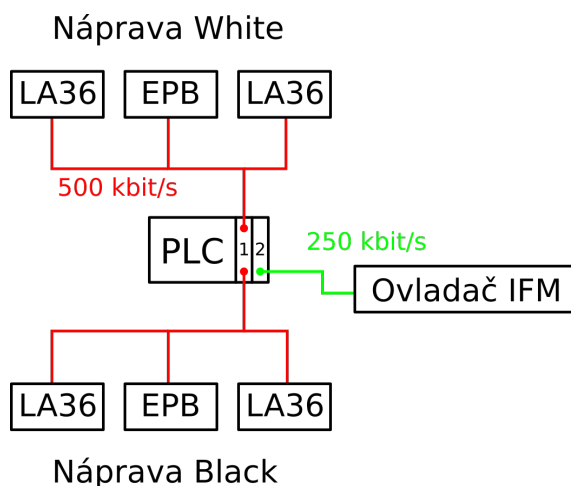 Náprava White
LA36 EPB LA36
500 kbit/s
PLC 1 2
250 kbit/s
Ovladač IFM
LA36 EPB LA36
Náprava Black